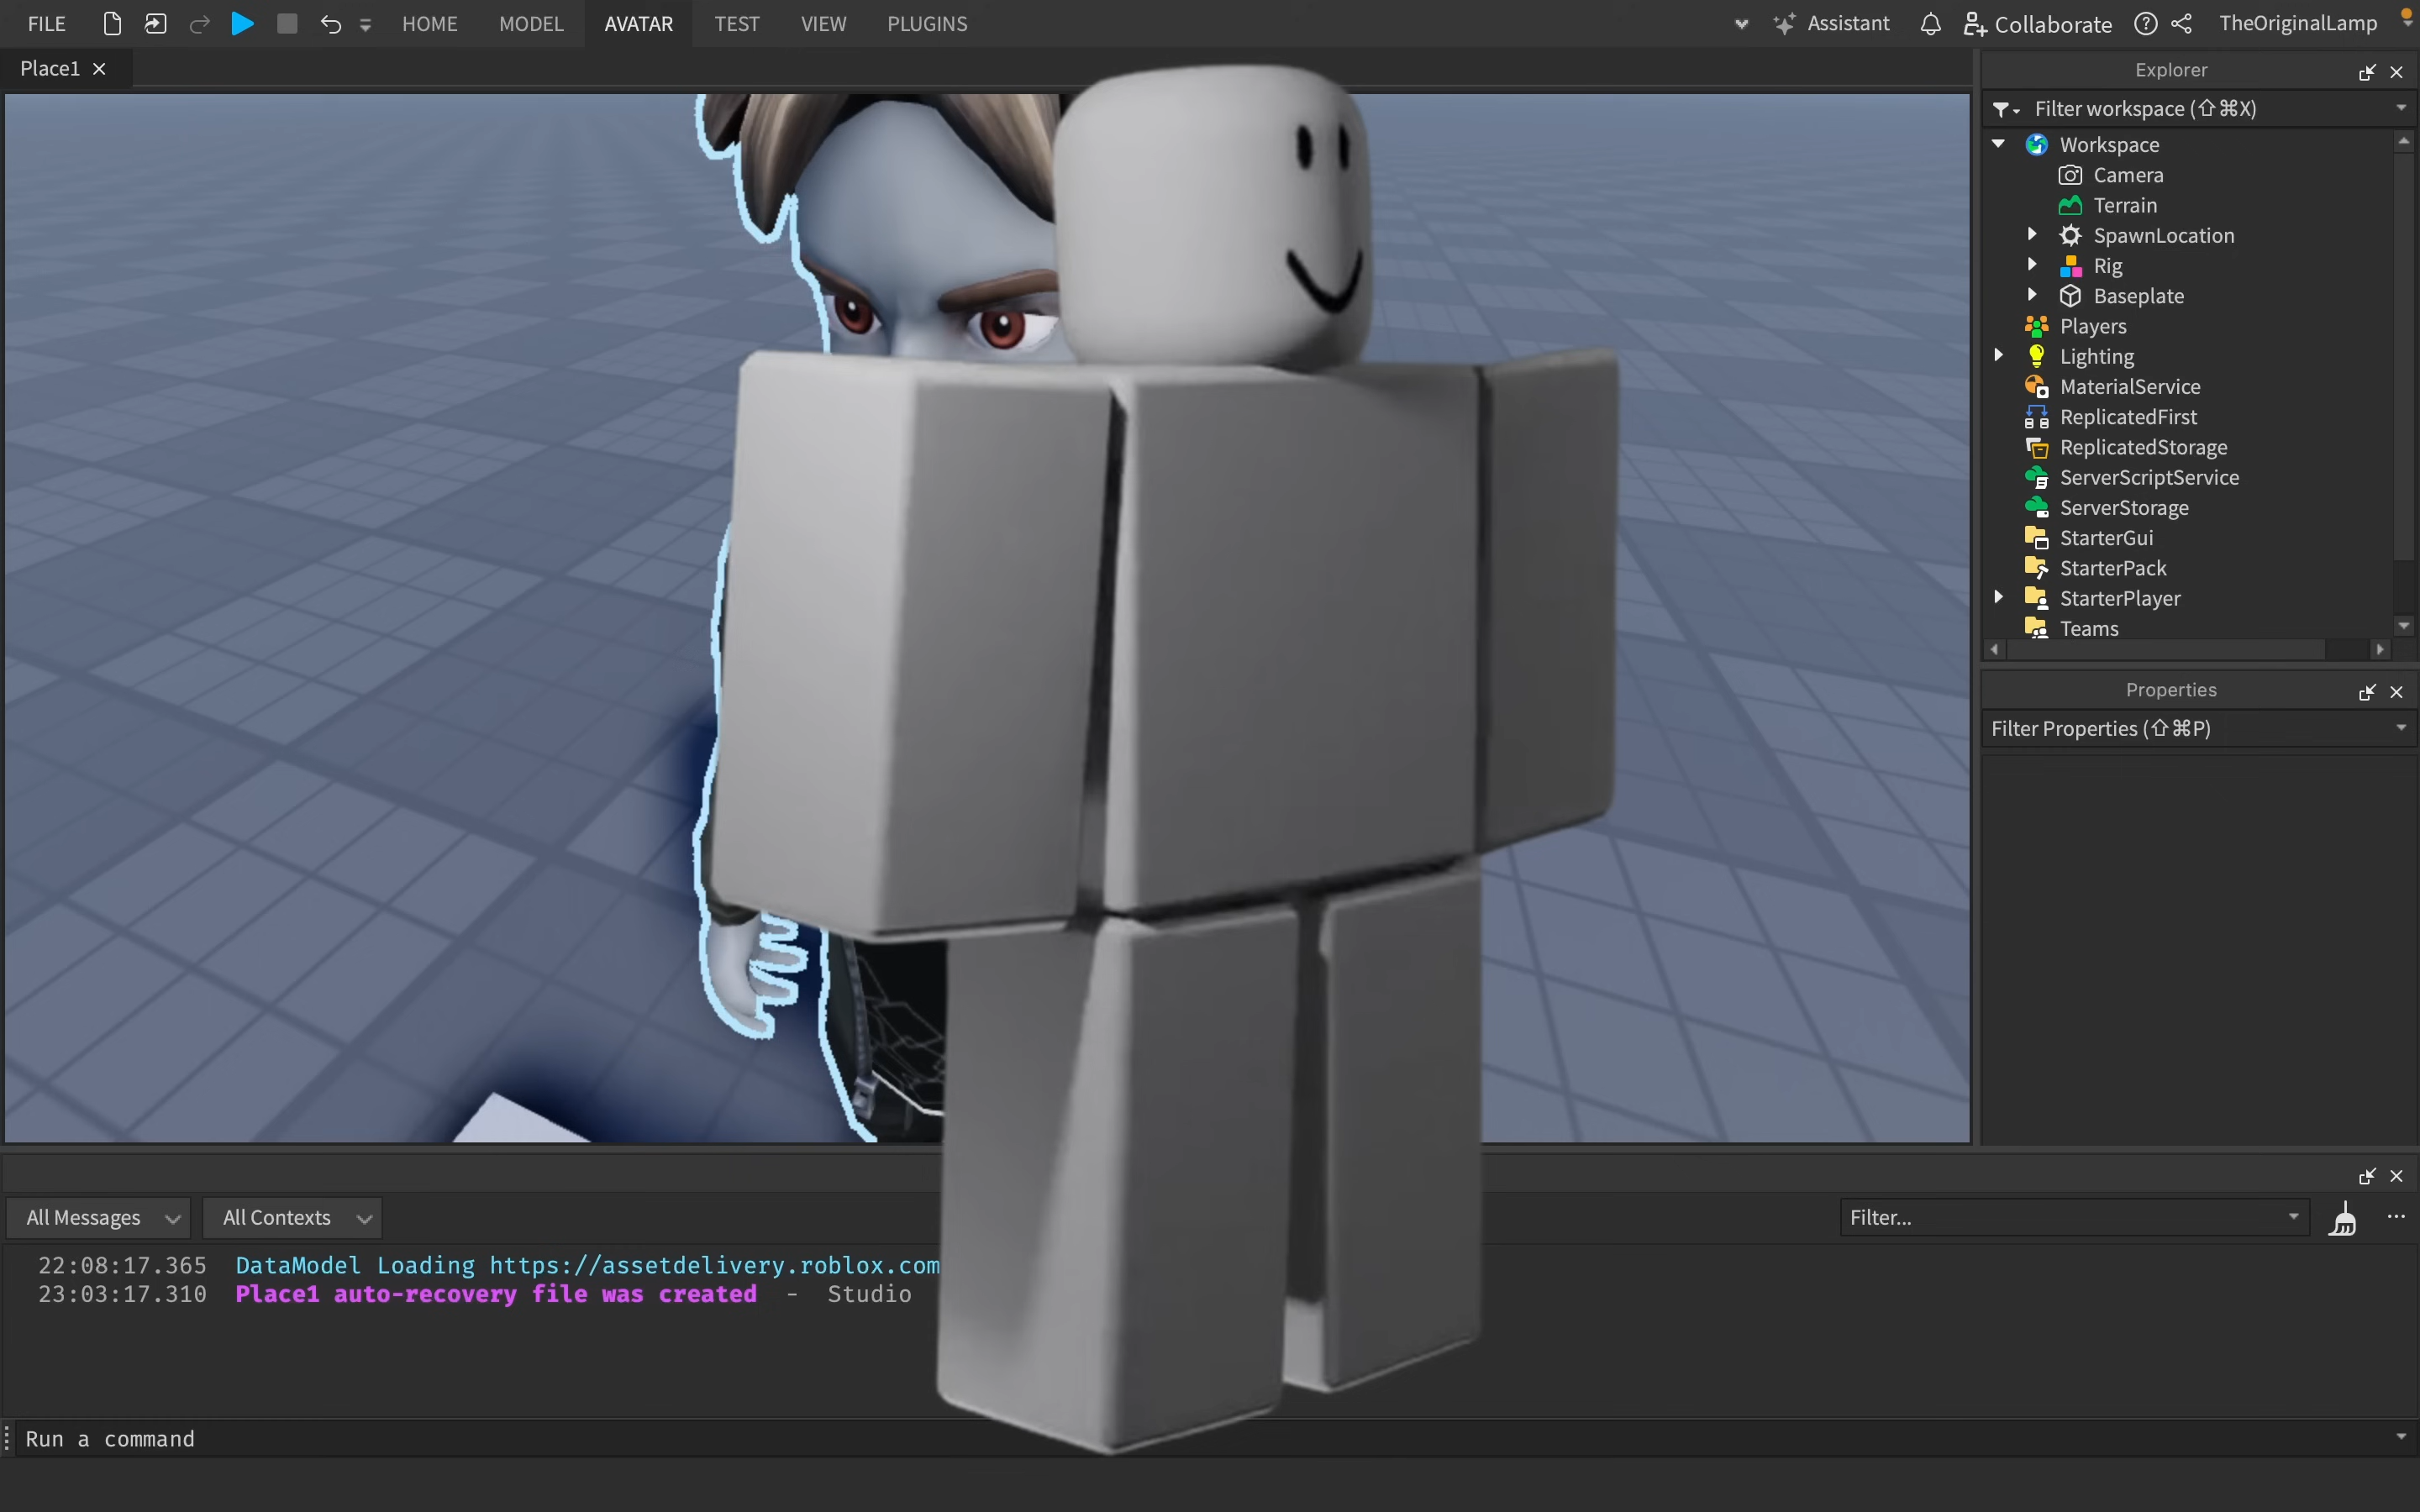 FILE HOME MODEL AVATAR TEST VIEW PLUGINS Assistant Collaborate TheOriginalLamp
Place1
Explorer
Filter workspace (⇧⌘X)
Workspace
Camera
Terrain
SpawnLocation
Rig
Baseplate
Players
Lighting
MaterialService
ReplicatedFirst
ReplicatedStorage
ServerScriptService
ServerStorage
StarterGui
StarterPack
StarterPlayer
Teams
Properties
Filter Properties (⇧⌘P)
All Messages All Contexts Filter...
22:08:17.365 DataModel Loading https://assetdelivery.roblox.com
23:03:17.310 Place1 auto-recovery file was created - Studio
Run a command